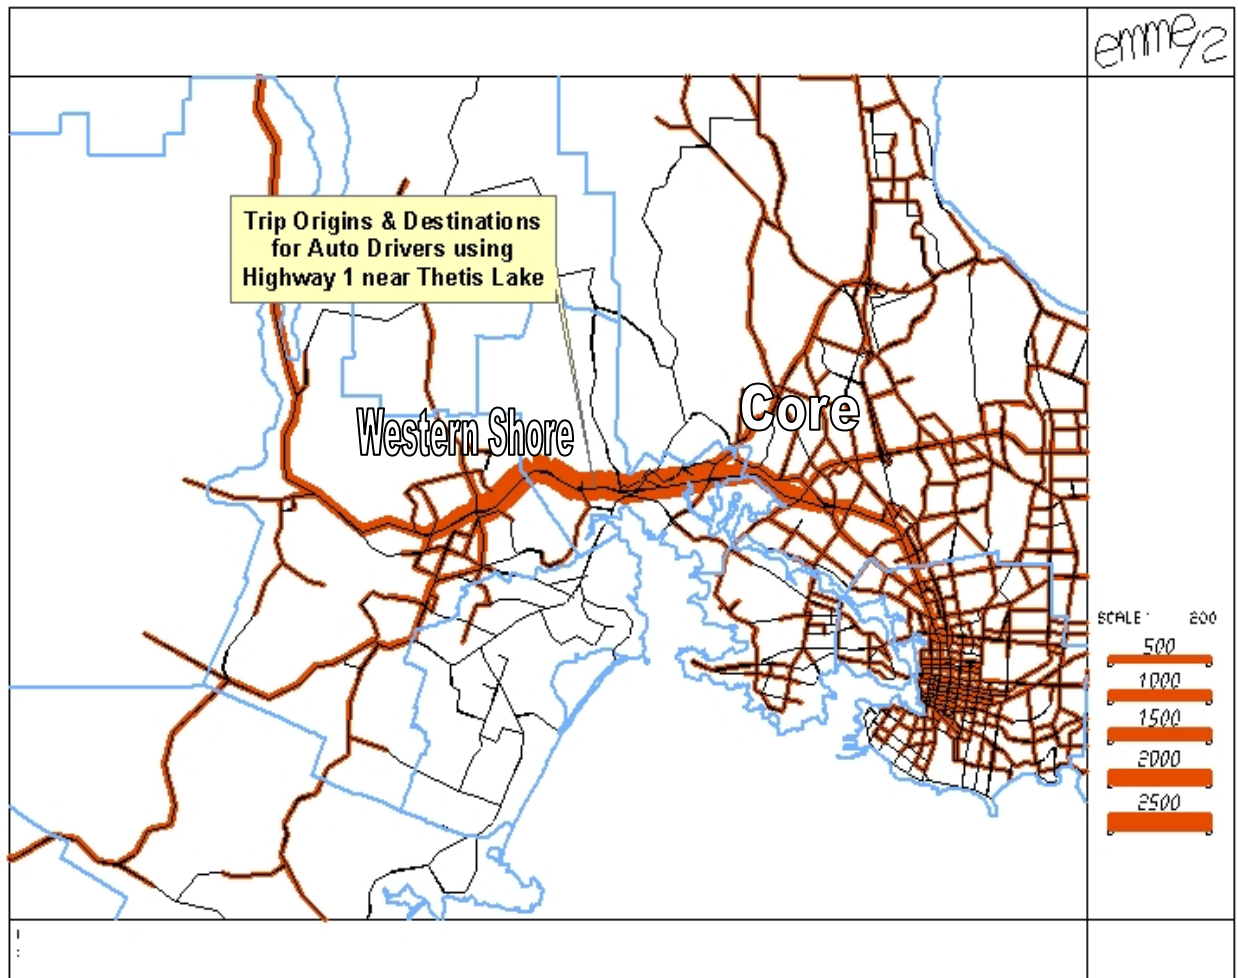 emme/2
Trip Origins & Destinations
for Auto Drivers using
Highway 1 near Thetis Lake
Core
Western Shore
SCALE: 200
500
1000
1500
2000
2500